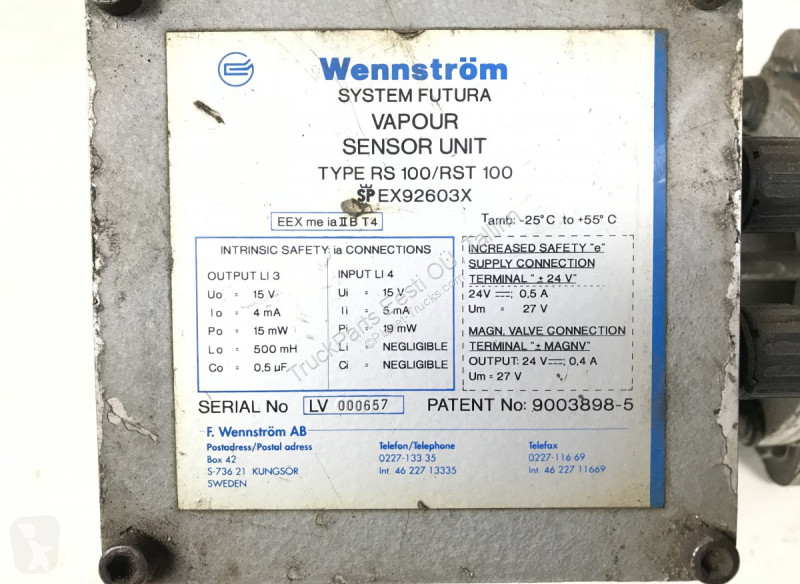 Wennström
SYSTEM FUTURA
VAPOUR
SENSOR UNIT
TYPE RS 100/RST 100
SP EX92603X
EEX me ia II B T4
Tamb: -25°C to +55°C
INTRINSIC SAFETY: ia CONNECTIONS
OUTPUT LI 3 INPUT LI 4
Uo = 15 V Ui = 15 V
Io = 4 mA Ii = 5 mA
Po = 15 mW Pi = 19 mW
Lo = 500 mH Li = NEGLIGIBLE
Co = 0.5 µF Ci = NEGLIGIBLE
INCREASED SAFETY "e"
SUPPLY CONNECTION
TERMINAL "± 24 V"
24V ⎓; 0,5 A
Um = 27 V
MAGN. VALVE CONNECTION
TERMINAL "± MAGNV"
OUTPUT: 24 V ⎓; 0,4 A
Um = 27 V
SERIAL No LV 000657 PATENT No: 9003898-5
F. Wennström AB
Postadress/Postal adress
Box 42
S-736 21 KUNGSÖR
SWEDEN
Telefon/Telephone
0227-133 35
Int. 46 227 13335
Telefax
0227-116 69
Int. 46 227 11669
TruckParts Eesti OÜ, Tallinn
©PlanetTrucks.com